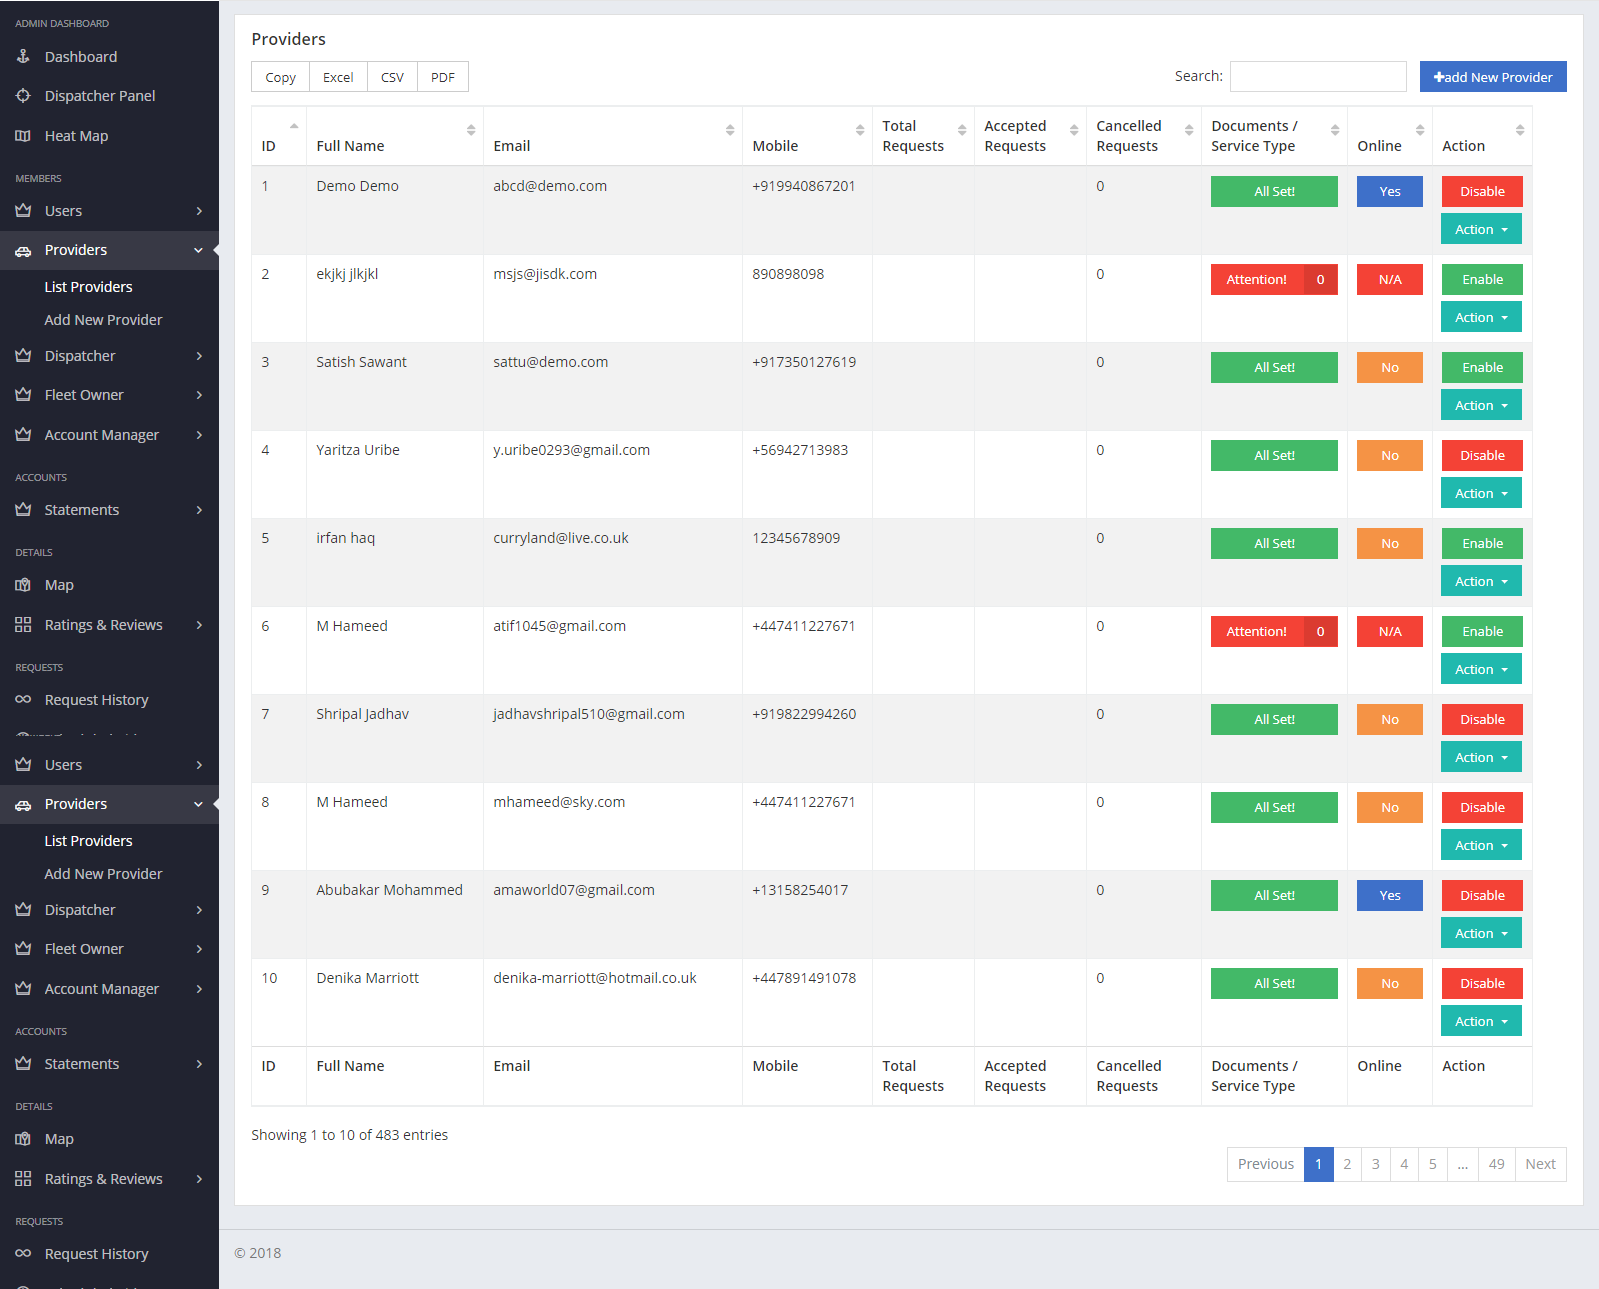 ADMIN DASHBOARD
Dashboard
Dispatcher Panel
Heat Map
MEMBERS
Users
Providers
List Providers
Add New Provider
Dispatcher
Fleet Owner
Account Manager
ACCOUNTS
Statements
DETAILS
Map
Ratings & Reviews
REQUESTS
Request History
Users
Providers
List Providers
Add New Provider
Dispatcher
Fleet Owner
Account Manager
ACCOUNTS
Statements
DETAILS
Map
Ratings & Reviews
REQUESTS
Request History
Providers
Copy Excel CSV PDF Search: +add New Provider
ID Full Name Email Mobile Total Requests Accepted Requests Cancelled Requests Documents / Service Type Online Action
1 Demo Demo abcd@demo.com +919940867201 0 All Set! Yes Disable
Action
2 ekjkj jlkjkl msjs@jisdk.com 890898098 0 Attention! 0 N/A Enable
Action
3 Satish Sawant sattu@demo.com +917350127619 0 All Set! No Enable
Action
4 Yaritza Uribe y.uribe0293@gmail.com +56942713983 0 All Set! No Disable
Action
5 irfan haq curryland@live.co.uk 12345678909 0 All Set! No Enable
Action
6 M Hameed atif1045@gmail.com +447411227671 0 Attention! 0 N/A Enable
Action
7 Shripal Jadhav jadhavshripal510@gmail.com +919822994260 0 All Set! No Disable
Action
8 M Hameed mhameed@sky.com +447411227671 0 All Set! No Disable
Action
9 Abubakar Mohammed amaworld07@gmail.com +13158254017 0 All Set! Yes Disable
Action
10 Denika Marriott denika-marriott@hotmail.co.uk +447891491078 0 All Set! No Disable
Action
ID Full Name Email Mobile Total Requests Accepted Requests Cancelled Requests Documents / Service Type Online Action
Showing 1 to 10 of 483 entries
Previous 1 2 3 4 5 ... 49 Next
© 2018